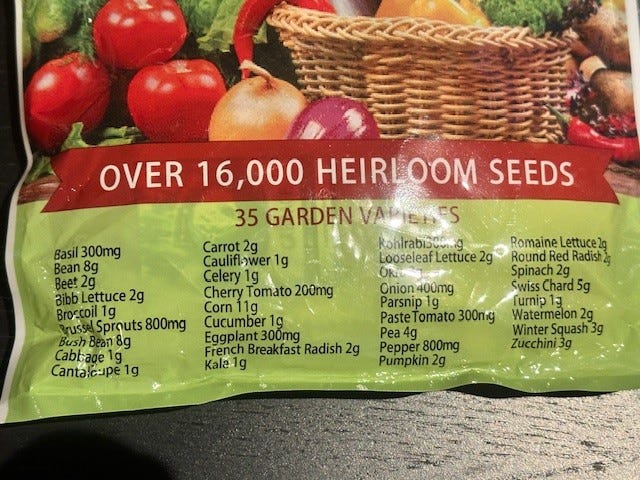 OVER 16,000 HEIRLOOM SEEDS
35 GARDEN VARIETIES
Basil 300mg
Bean 8g
Beet 2g
Bibb Lettuce 2g
Broccoil 1g
Brussel Sprouts 800mg
Bush Bean 8g
Cabbage 1g
Cantaloupe 1g
Carrot 2g
Cauliflower 1g
Celery 1g
Cherry Tomato 200mg
Corn 11g
Cucumber 1g
Eggplant 300mg
French Breakfast Radish 2g
Kala 1g
Kohlrabi
Looseleaf Lettuce 2g
Onion 400mg
Parsnip 1g
Paste Tomato 300mg
Pea 4g
Pepper 800mg
Pumpkin 2g
Romaine Lettuce 2g
Round Red Radish 2g
Spinach 2g
Swiss Chard 5g
Turnip 1g
Watermelon 2g
Winter Squash 3g
Zucchini 3g